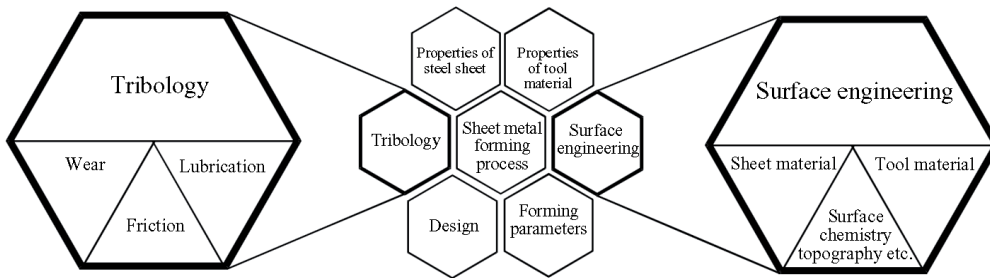 Tribology
Wear
Lubrication
Friction
Properties of
steel sheet
Properties
of tool
material
Tribology
Sheet metal
forming
process
Surface
engineering
Design
Forming
parameters
Surface engineering
Sheet material
Tool material
Surface
chemistry
topography etc.